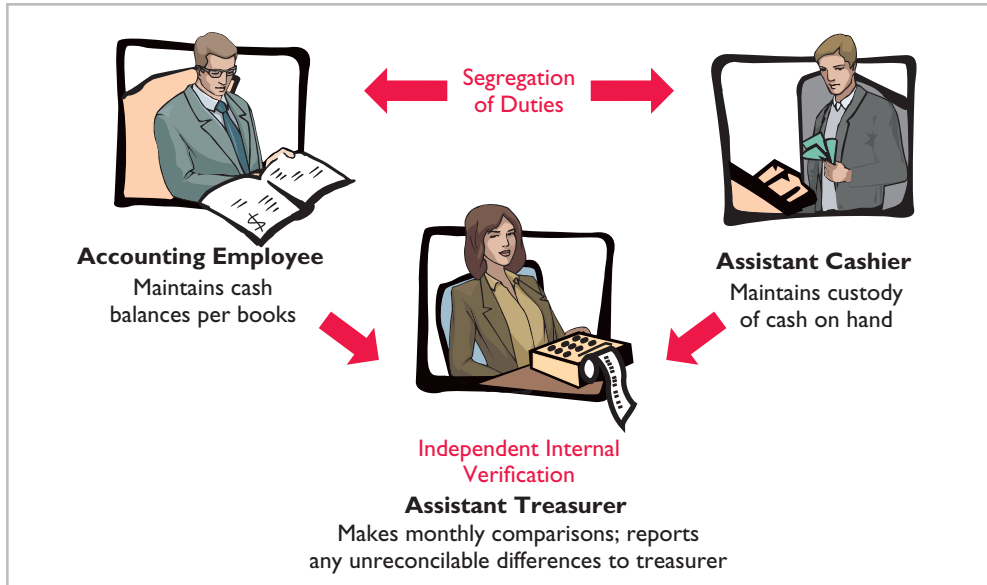 Segregation
of Duties
Accounting Employee
Maintains cash
balances per books
Assistant Cashier
Maintains custody
of cash on hand
Independent Internal
Verification
Assistant Treasurer
Makes monthly comparisons; reports
any unreconcilable differences to treasurer